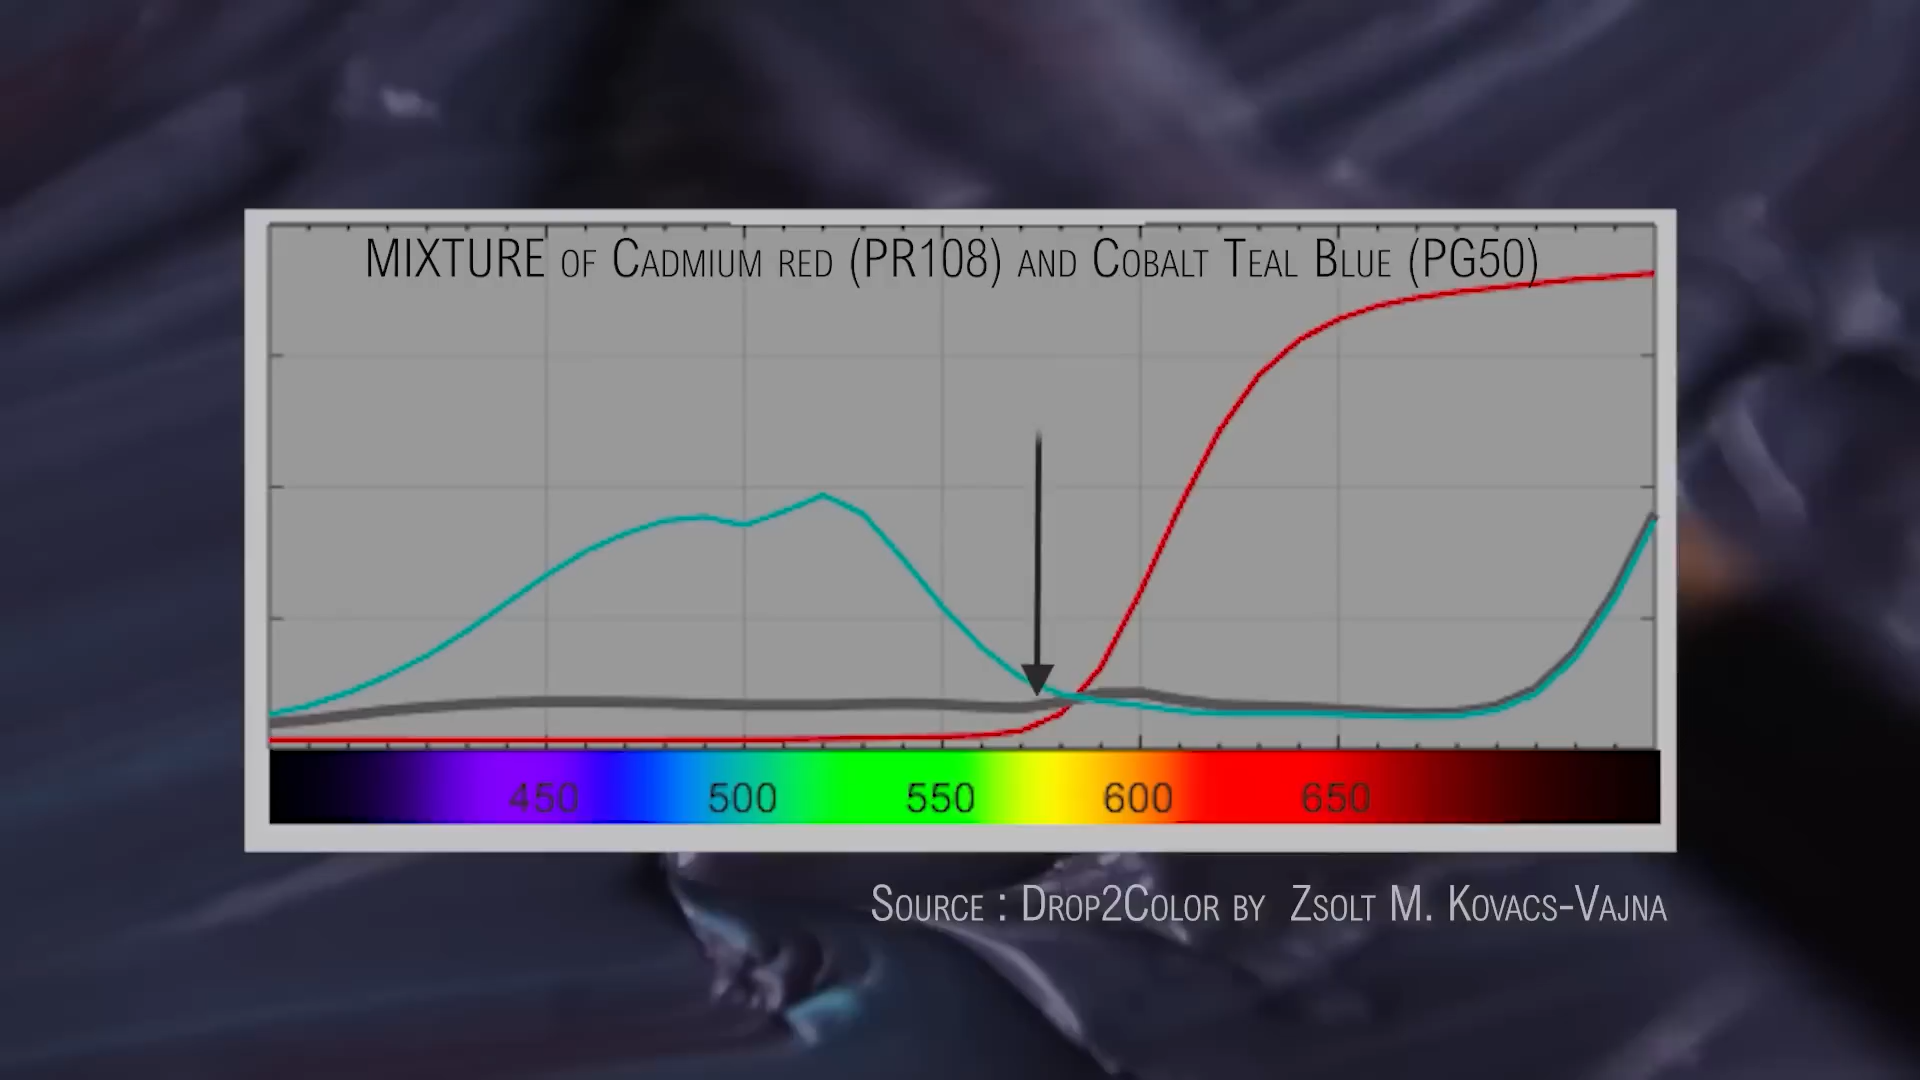 MIXTURE of Cadmium red (PR108) and Cobalt Teal Blue (PG50)
450 500 550 600 650
Source : Drop2Color by Zsolt M. Kovacs-Vajna